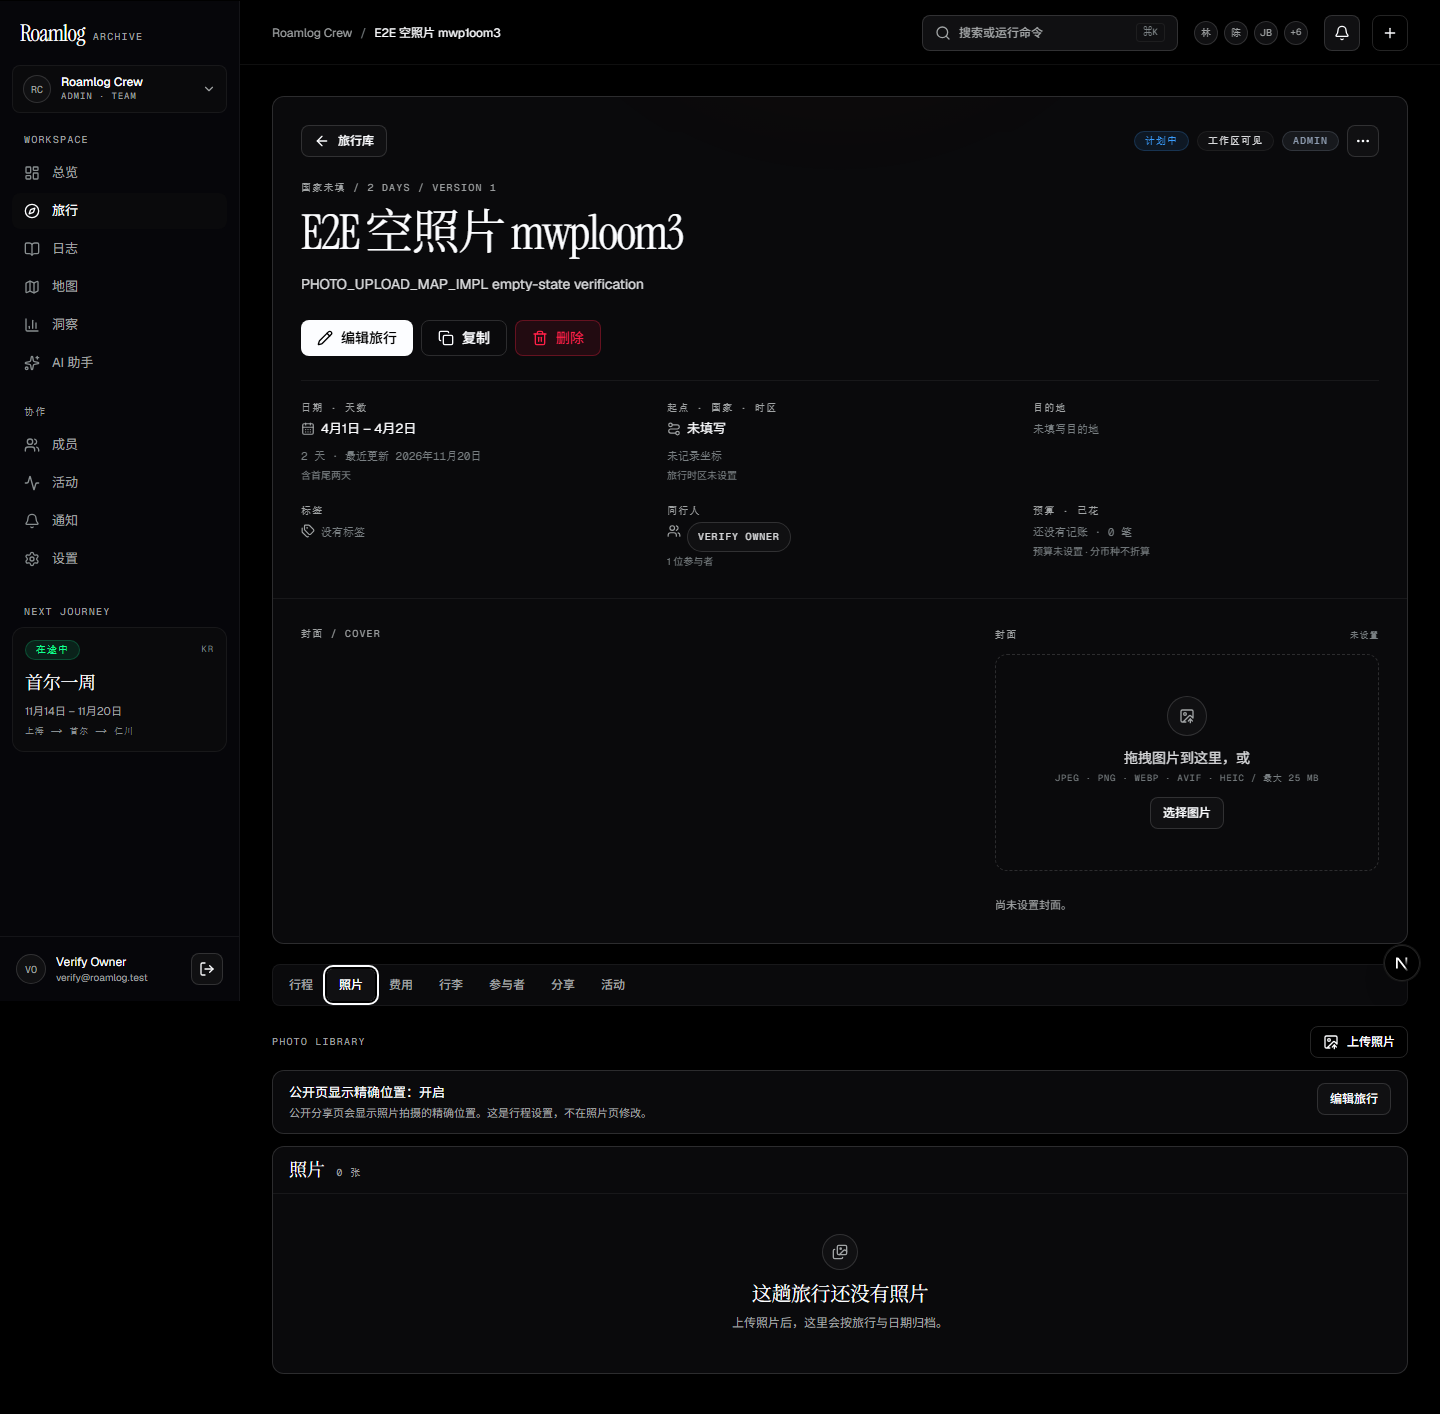 Roamlog ARCHIVE
RC
Roamlog Crew
ADMIN · TEAM
WORKSPACE
总览
旅行
日志
地图
洞察
AI 助手
协作
成员
活动
通知
设置
NEXT JOURNEY
在途中
KR
首尔一周
11月14日 – 11月20日
上海 → 首尔 → 仁川
VO
Verify Owner
verify@roamlog.test
Roamlog Crew / E2E 空照片 mwploom3
搜索或运行命令
⌘K
林
陈
JB
+6
旅行库
计划中
工作区可见
ADMIN
国家未填 / 2 DAYS / VERSION 1
E2E 空照片 mwploom3
PHOTO_UPLOAD_MAP_IMPL empty-state verification
编辑旅行
复制
删除
日期 · 天数
4月1日 – 4月2日
2 天 · 最近更新 2026年11月20日
含首尾两天
起点 · 国家 · 时区
未填写
未记录坐标
旅行时区未设置
目的地
未填写目的地
标签
没有标签
同行人
VERIFY OWNER
1 位参与者
预算 · 已花
还没有记账 · 0 笔
预算未设置 · 分币种不折算
封面 / COVER
封面
未设置
拖拽图片到这里，或
JPEG · PNG · WEBP · AVIF · HEIC / 最大 25 MB
选择图片
尚未设置封面。
N
行程
照片
费用
行李
参与者
分享
活动
PHOTO LIBRARY
上传照片
公开页显示精确位置：开启
公开分享页会显示照片拍摄的精确位置。这是行程设置，不在照片页修改。
编辑旅行
照片 0 张
这趟旅行还没有照片
上传照片后，这里会按旅行与日期归档。